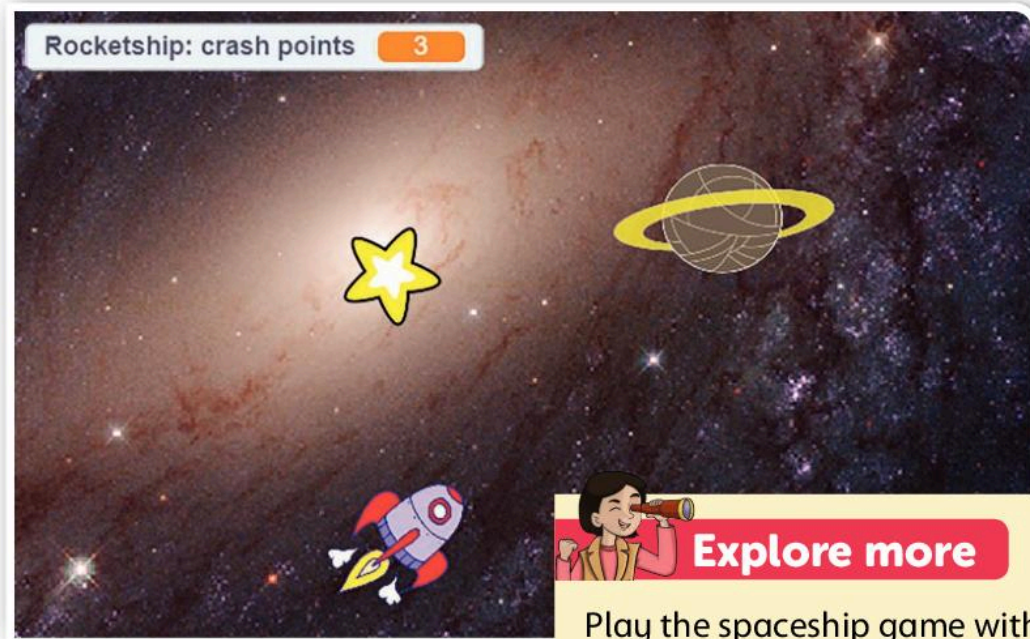 Rocketship: crash points 3
Explore more
Play the spaceship game with